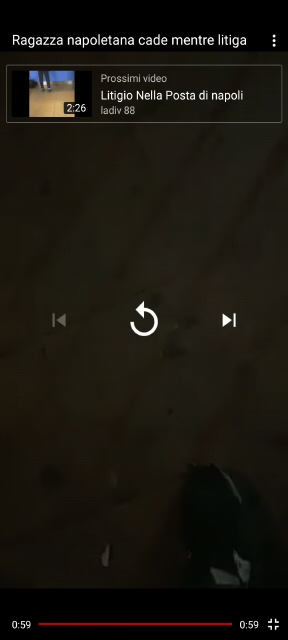 Ragazza napoletana cade mentre litiga
Prossimi video
Litigio Nella Posta di napoli
ladiv 88
2:26
0:59
0:59